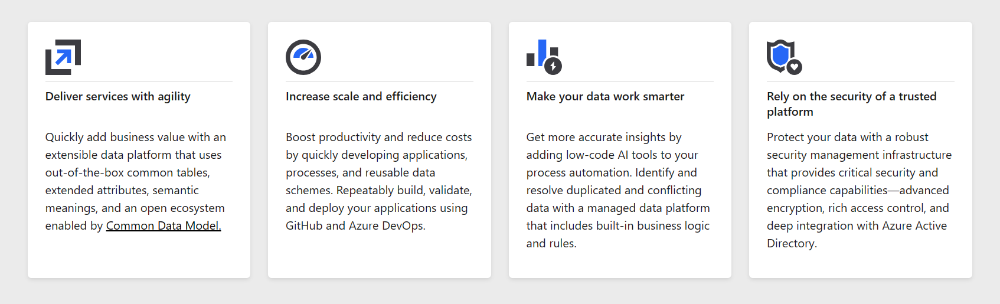 Deliver services with agility
Quickly add business value with an
extensible data platform that uses
out-of-the-box common tables,
extended attributes, semantic
meanings, and an open ecosystem
enabled by Common Data Model.
Increase scale and efficiency
Boost productivity and reduce costs
by quickly developing applications,
processes, and reusable data
schemes. Repeatably build, validate,
and deploy your applications using
GitHub and Azure DevOps.
Make your data work smarter
Get more accurate insights by
adding low-code AI tools to your
process automation. Identify and
resolve duplicated and conflicting
data with a managed data platform
that includes built-in business logic
and rules.
Rely on the security of a trusted
platform
Protect your data with a robust
security management infrastructure
that provides critical security and
compliance capabilities—advanced
encryption, rich access control, and
deep integration with Azure Active
Directory.